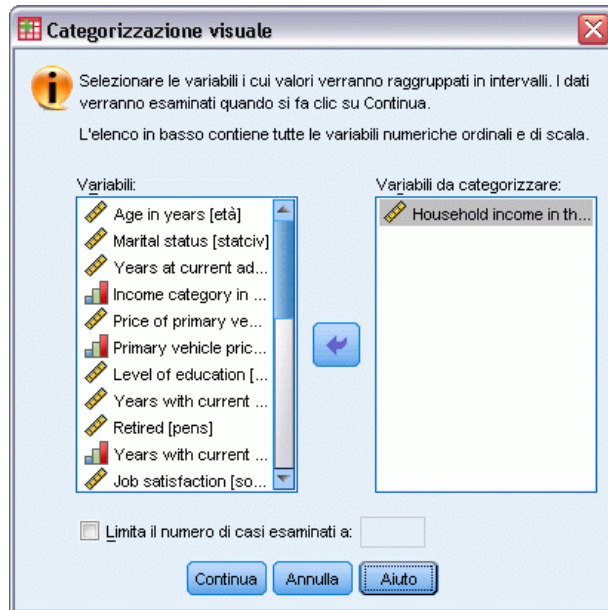 Categorizzazione visuale
Selezionare le variabili i cui valori verranno raggruppati in intervalli. I dati
verranno esaminati quando si fa clic su Continua.
L'elenco in basso contiene tutte le variabili numeriche ordinali e di scala.
Variabili:
Age in years [età]
Marital status [statciv]
Years at current ad...
Income category in ...
Price of primary ve...
Primary vehicle pric...
Level of education [...
Years with current ...
Retired [pens]
Years with current ...
Job satisfaction [so...
Variabili da categorizzare:
Household income in th...
Limita il numero di casi esaminati a:
Continua
Annulla
Aiuto